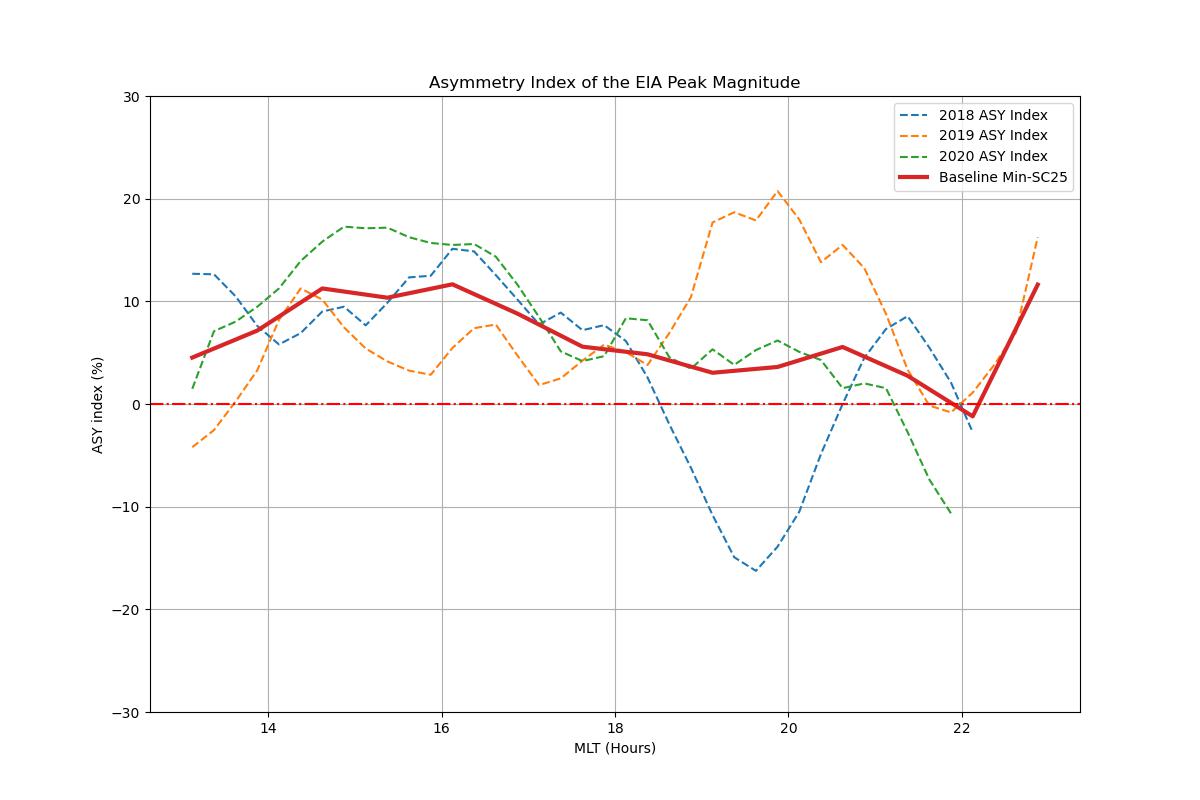 Asymmetry Index of the EIA Peak Magnitude
30
20
10
0
−10
−20
−30
ASY index (%)
2018 ASY Index
2019 ASY Index
2020 ASY Index
Baseline Min-SC25
14
16
18
20
22
MLT (Hours)